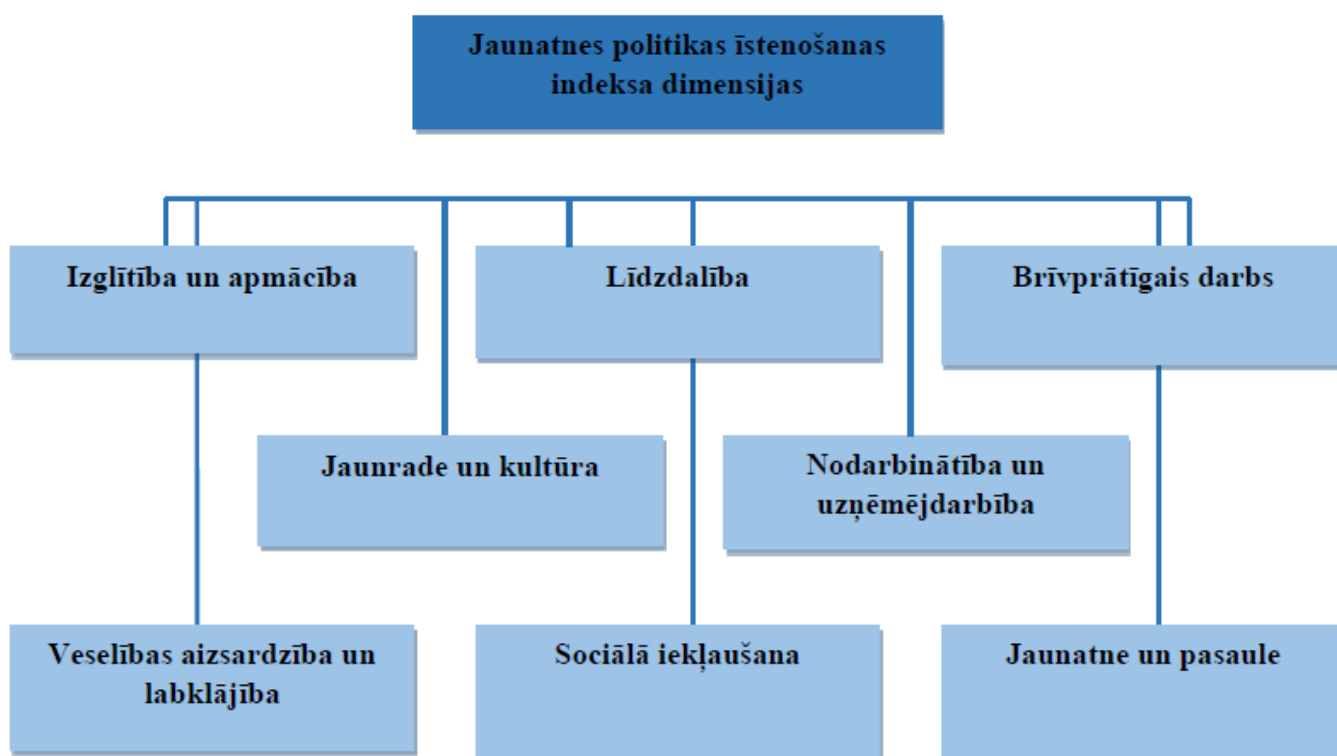 Jaunatnes politikas īstenošanas
indeksa dimensijas
Izglītība un apmācība
Līdzdalība
Brīvprātīgais darbs
Jaunrade un kultūra
Nodarbinātība un
uzņēmējdarbība
Veselības aizsardzība un
labklājība
Sociālā iekļaušana
Jaunatne un pasaule